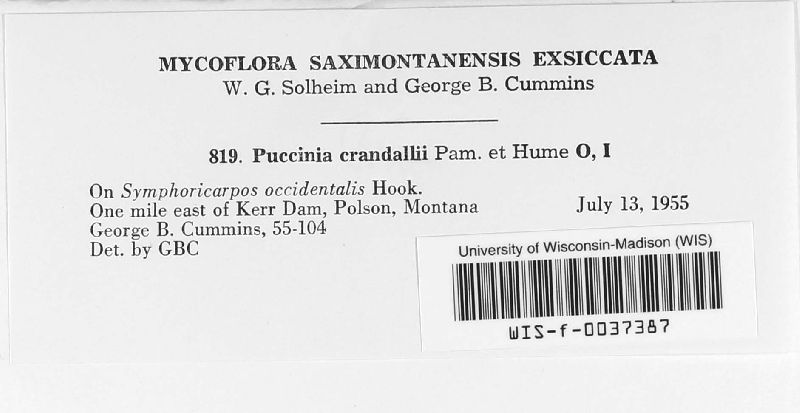 MYCOFLORA SAXIMONTANENSIS EXSICCATA
W. G. Solheim and George B. Cummins
819. Puccinia crandallii Pam. et Hume O, I
On Symphoricarpos occidentalis Hook.
One mile east of Kerr Dam, Polson, Montana July 13, 1955
George B. Cummins, 55-104
Det. by GBC
University of Wisconsin-Madison (WIS)
WIS-f-0037387